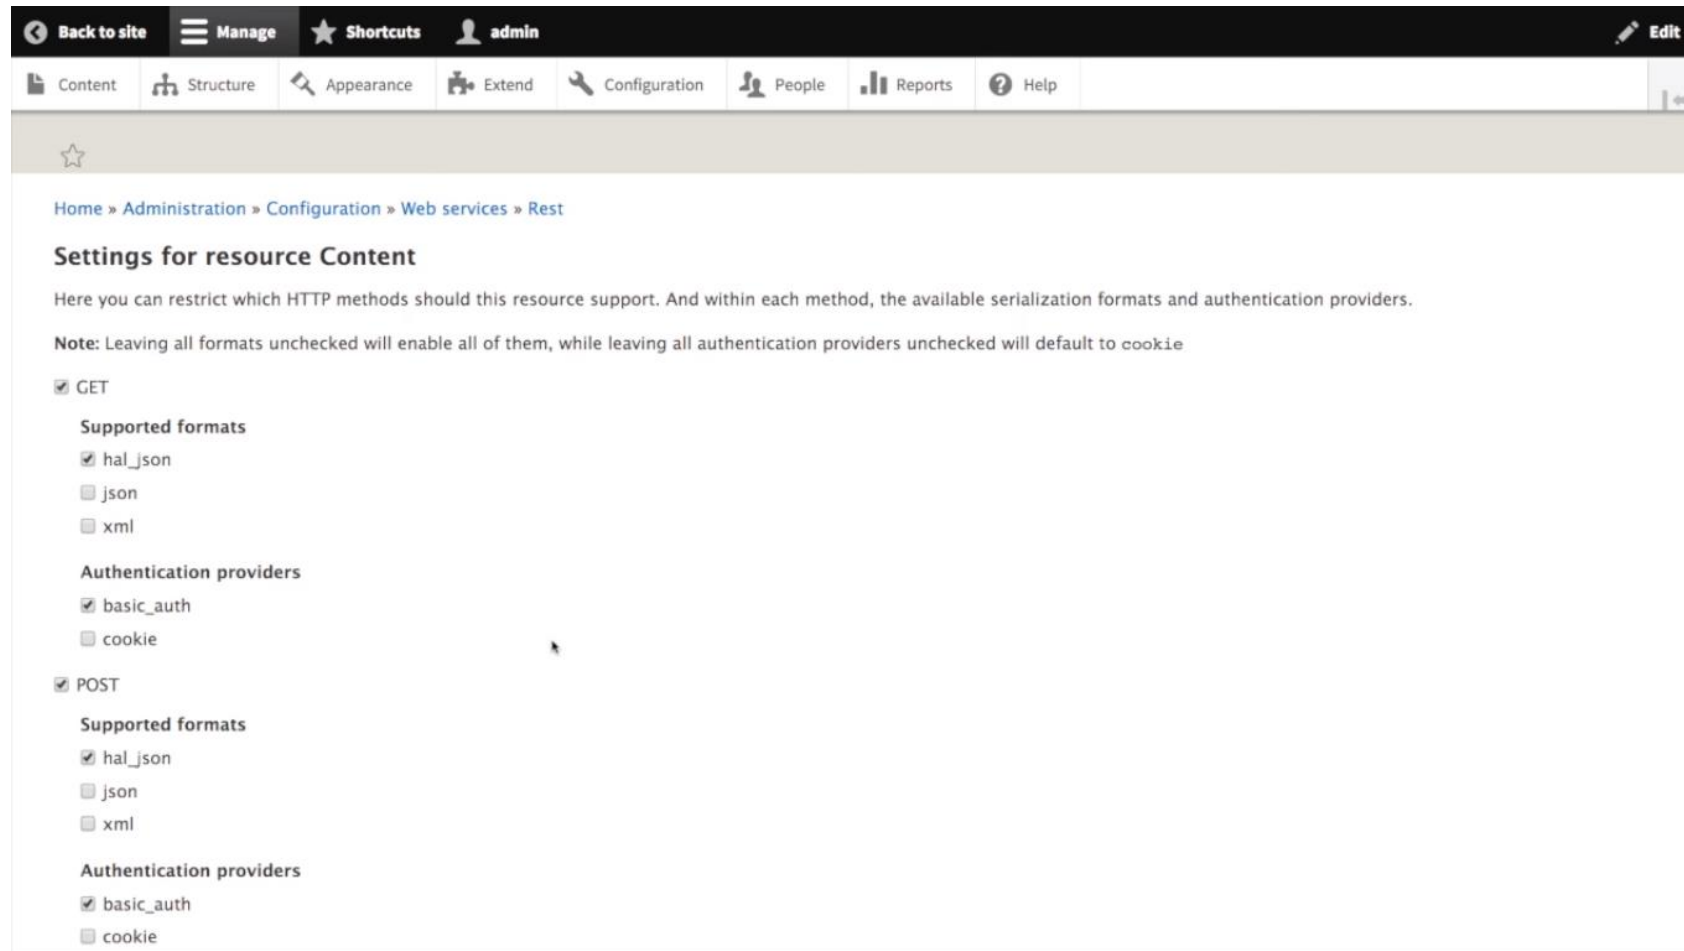 Back to site Manage Shortcuts admin Edit
Content Structure Appearance Extend Configuration People Reports Help
Home » Administration » Configuration » Web services » Rest
Settings for resource Content
Here you can restrict which HTTP methods should this resource support. And within each method, the available serialization formats and authentication providers.
Note: Leaving all formats unchecked will enable all of them, while leaving all authentication providers unchecked will default to cookie
GET
Supported formats
hal_json
json
xml
Authentication providers
basic_auth
cookie
POST
Supported formats
hal_json
json
xml
Authentication providers
basic_auth
cookie